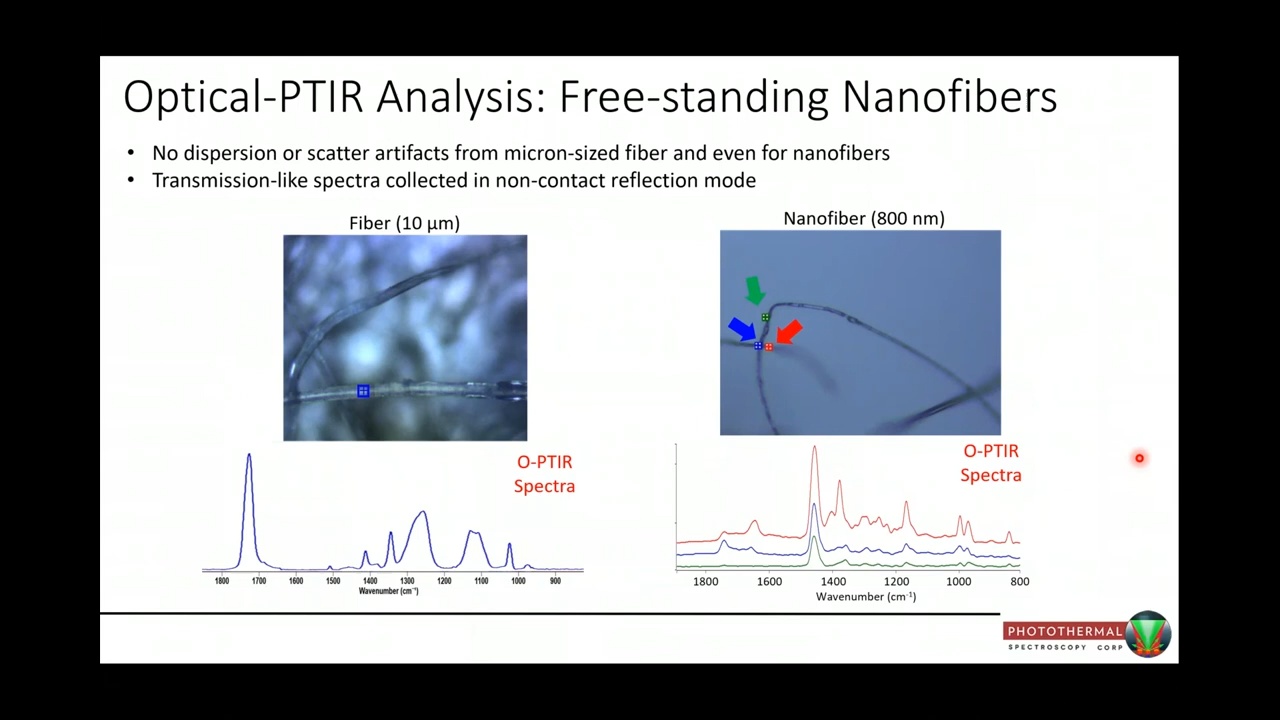 Optical-PTIR Analysis: Free-standing Nanofibers
• No dispersion or scatter artifacts from micron-sized fiber and even for nanofibers
• Transmission-like spectra collected in non-contact reflection mode
Fiber (10 µm)
Nanofiber (800 nm)
O-PTIR
Spectra
1800 1700 1600 1500 1400 1300 1200 1100 1000 900
Wavenumber (cm⁻¹)
O-PTIR
Spectra
1800 1600 1400 1200 1000 800
Wavenumber (cm⁻¹)
PHOTOTHERMAL
SPECTROSCOPY CORP